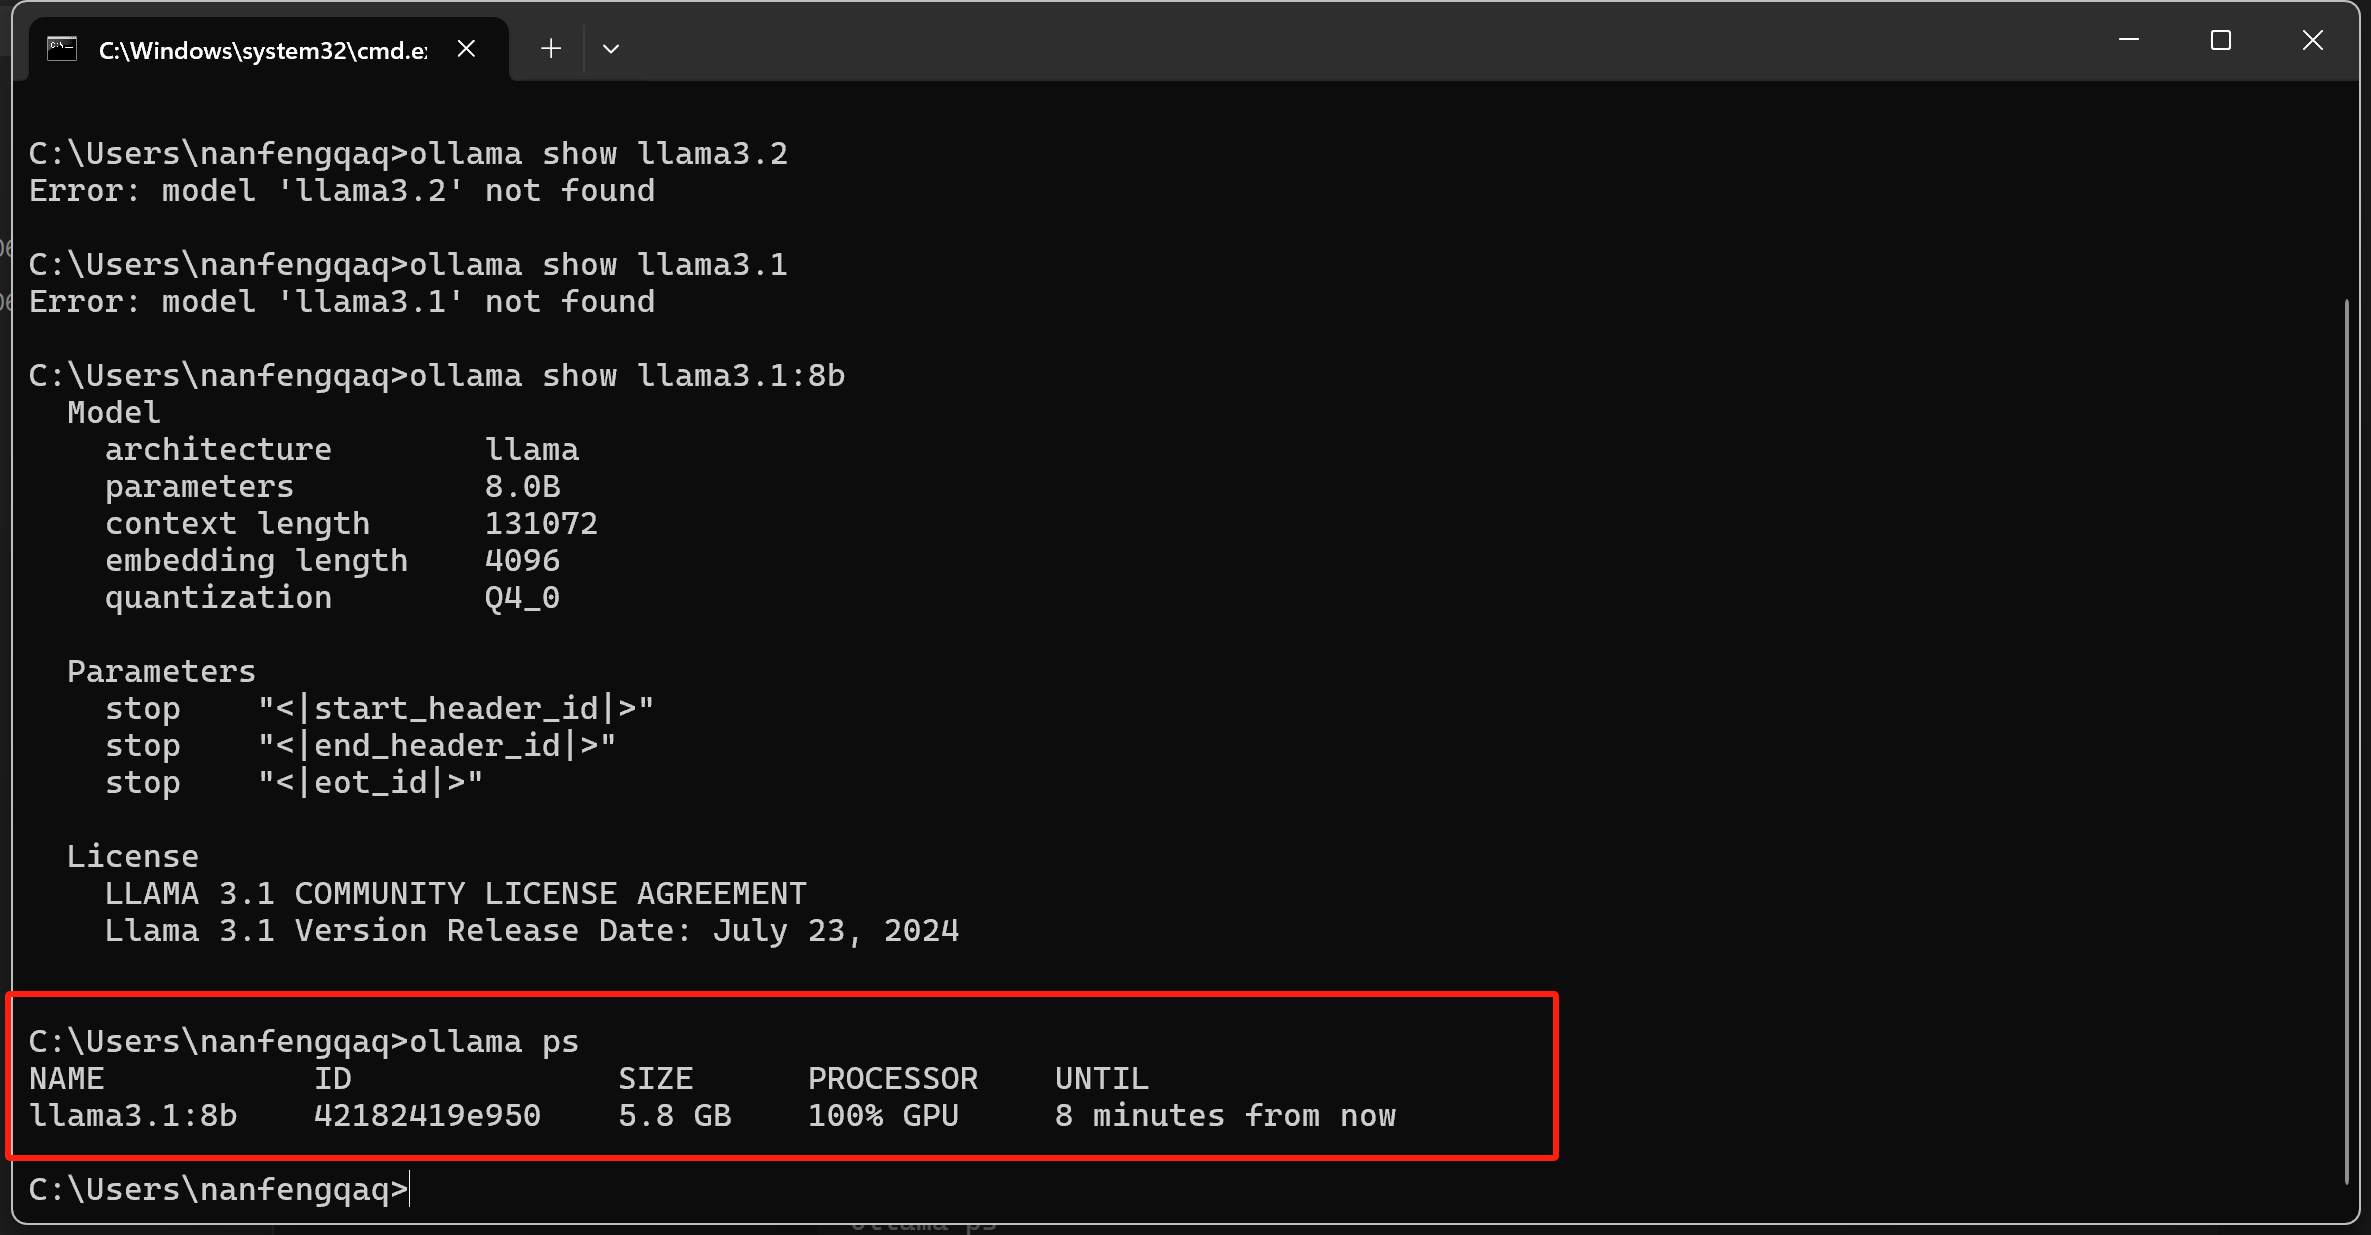 C:\Windows\system32\cmd.e
C:\Users\nanfengqaq>ollama show llama3.2
Error: model 'llama3.2' not found
C:\Users\nanfengqaq>ollama show llama3.1
Error: model 'llama3.1' not found
C:\Users\nanfengqaq>ollama show llama3.1:8b
Model
architecture llama
parameters 8.0B
context length 131072
embedding length 4096
quantization Q4_0
Parameters
stop "<|start_header_id|>"
stop "<|end_header_id|>"
stop "<|eot_id|>"
License
LLAMA 3.1 COMMUNITY LICENSE AGREEMENT
Llama 3.1 Version Release Date: July 23, 2024
C:\Users\nanfengqaq>ollama ps
NAME ID SIZE PROCESSOR UNTIL
llama3.1:8b 42182419e950 5.8 GB 100% GPU 8 minutes from now
C:\Users\nanfengqaq>
ollama ps